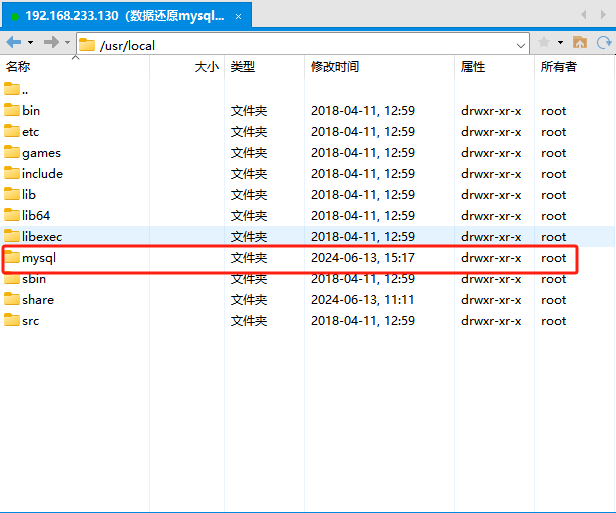 192.168.233.130（数据还原mysql...
/usr/local
名称 大小 类型 修改时间 属性 所有者
..
bin 文件夹 2018-04-11, 12:59 drwxr-xr-x root
etc 文件夹 2018-04-11, 12:59 drwxr-xr-x root
games 文件夹 2018-04-11, 12:59 drwxr-xr-x root
include 文件夹 2018-04-11, 12:59 drwxr-xr-x root
lib 文件夹 2018-04-11, 12:59 drwxr-xr-x root
lib64 文件夹 2018-04-11, 12:59 drwxr-xr-x root
libexec 文件夹 2018-04-11, 12:59 drwxr-xr-x root
mysql 文件夹 2024-06-13, 15:17 drwxr-xr-x root
sbin 文件夹 2018-04-11, 12:59 drwxr-xr-x root
share 文件夹 2024-06-13, 11:11 drwxr-xr-x root
src 文件夹 2018-04-11, 12:59 drwxr-xr-x root